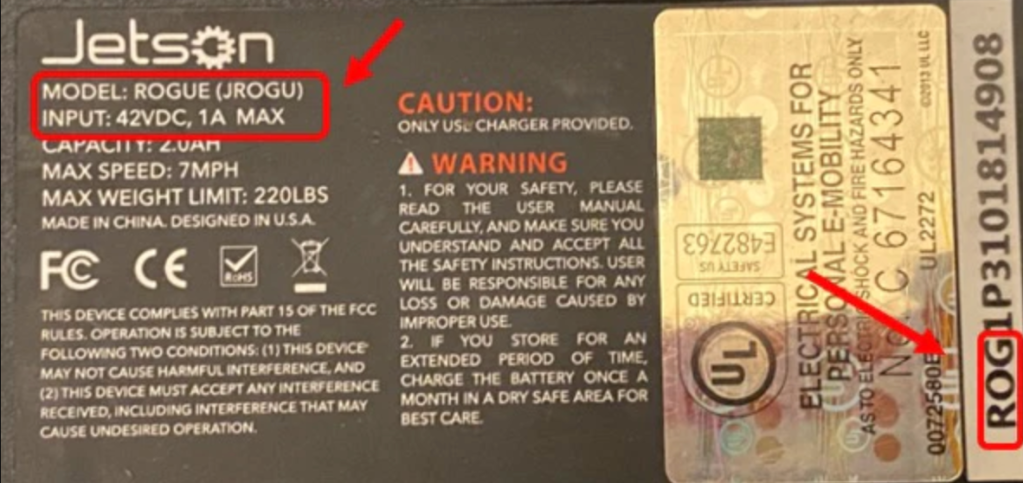 Jetson
MODEL: ROGUE (JROGU)
INPUT: 42VDC, 1A MAX
CAPACITY: 2.0AH
MAX SPEED: 7MPH
MAX WEIGHT LIMIT: 220LBS
MADE IN CHINA. DESIGNED IN U.S.A.
FC CE RoHS
THIS DEVICE COMPLIES WITH PART 15 OF THE FCC
RULES. OPERATION IS SUBJECT TO THE
FOLLOWING TWO CONDITIONS: (1) THIS DEVICE
MAY NOT CAUSE HARMFUL INTERFERENCE, AND
(2) THIS DEVICE MUST ACCEPT ANY INTERFERENCE
RECEIVED, INCLUDING INTERFERENCE THAT MAY
CAUSE UNDESIRED OPERATION.
CAUTION:
ONLY USE CHARGER PROVIDED.
WARNING
1. FOR YOUR SAFETY, PLEASE
READ THE USER MANUAL
CAREFULLY, AND MAKE SURE YOU
UNDERSTAND AND ACCEPT ALL
THE SAFETY INSTRUCTIONS. USER
WILL BE RESPONSIBLE FOR ANY
LOSS OR DAMAGE CAUSED BY
IMPROPER USE.
2. IF YOU STORE FOR AN
EXTENDED PERIOD OF TIME,
CHARGE THE BATTERY ONCE A
MONTH IN A DRY SAFE AREA FOR
BEST CARE.
UL
CERTIFIED
SAFETY US
E482763
ELECTRICAL SYSTEMS FOR
PERSONAL E-MOBILITY
AS TO ELECTRIC SHOCK AND FIRE HAZARDS ONLY
C 67164341
UL2272
©2013 UL LLC
ROG1P3101814908